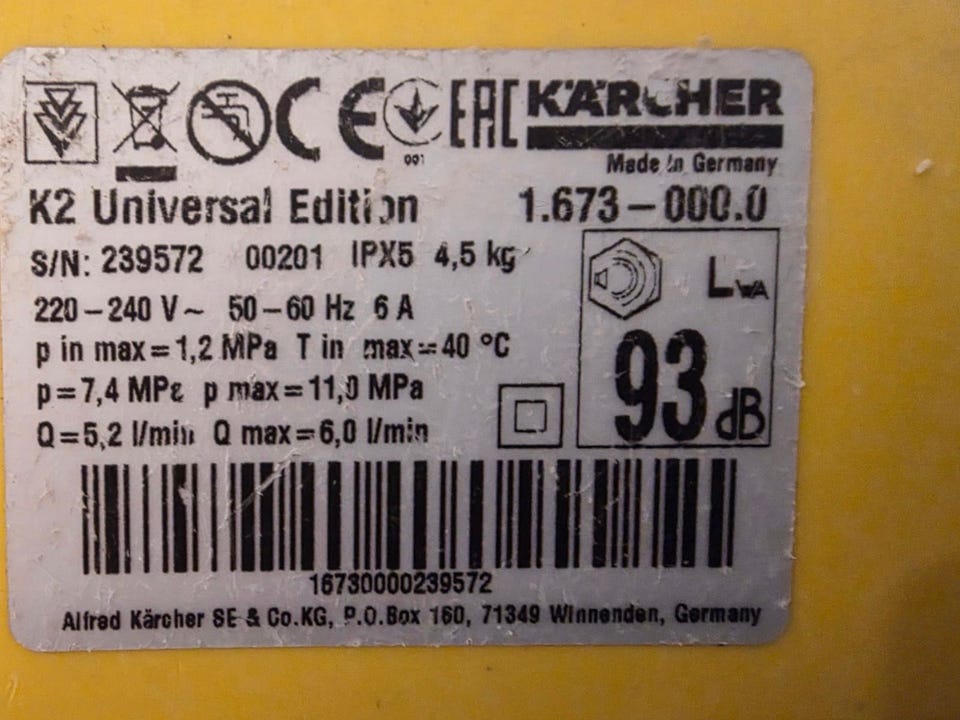 CE 001 EAC KÄRCHER
Made in Germany
K2 Universal Edition 1.673-000.0
S/N: 239572 00201 IPX5 4,5 kg
220-240 V~ 50-60 Hz 6 A
p in max=1,2 MPa T in max=40 °C
p=7,4 MPa p max=11,0 MPa
Q=5,2 l/min Q max=6,0 l/min
LWA
93 dB
16730000239572
Alfred Kärcher SE & Co.KG, P.O.Box 160, 71349 Winnenden, Germany